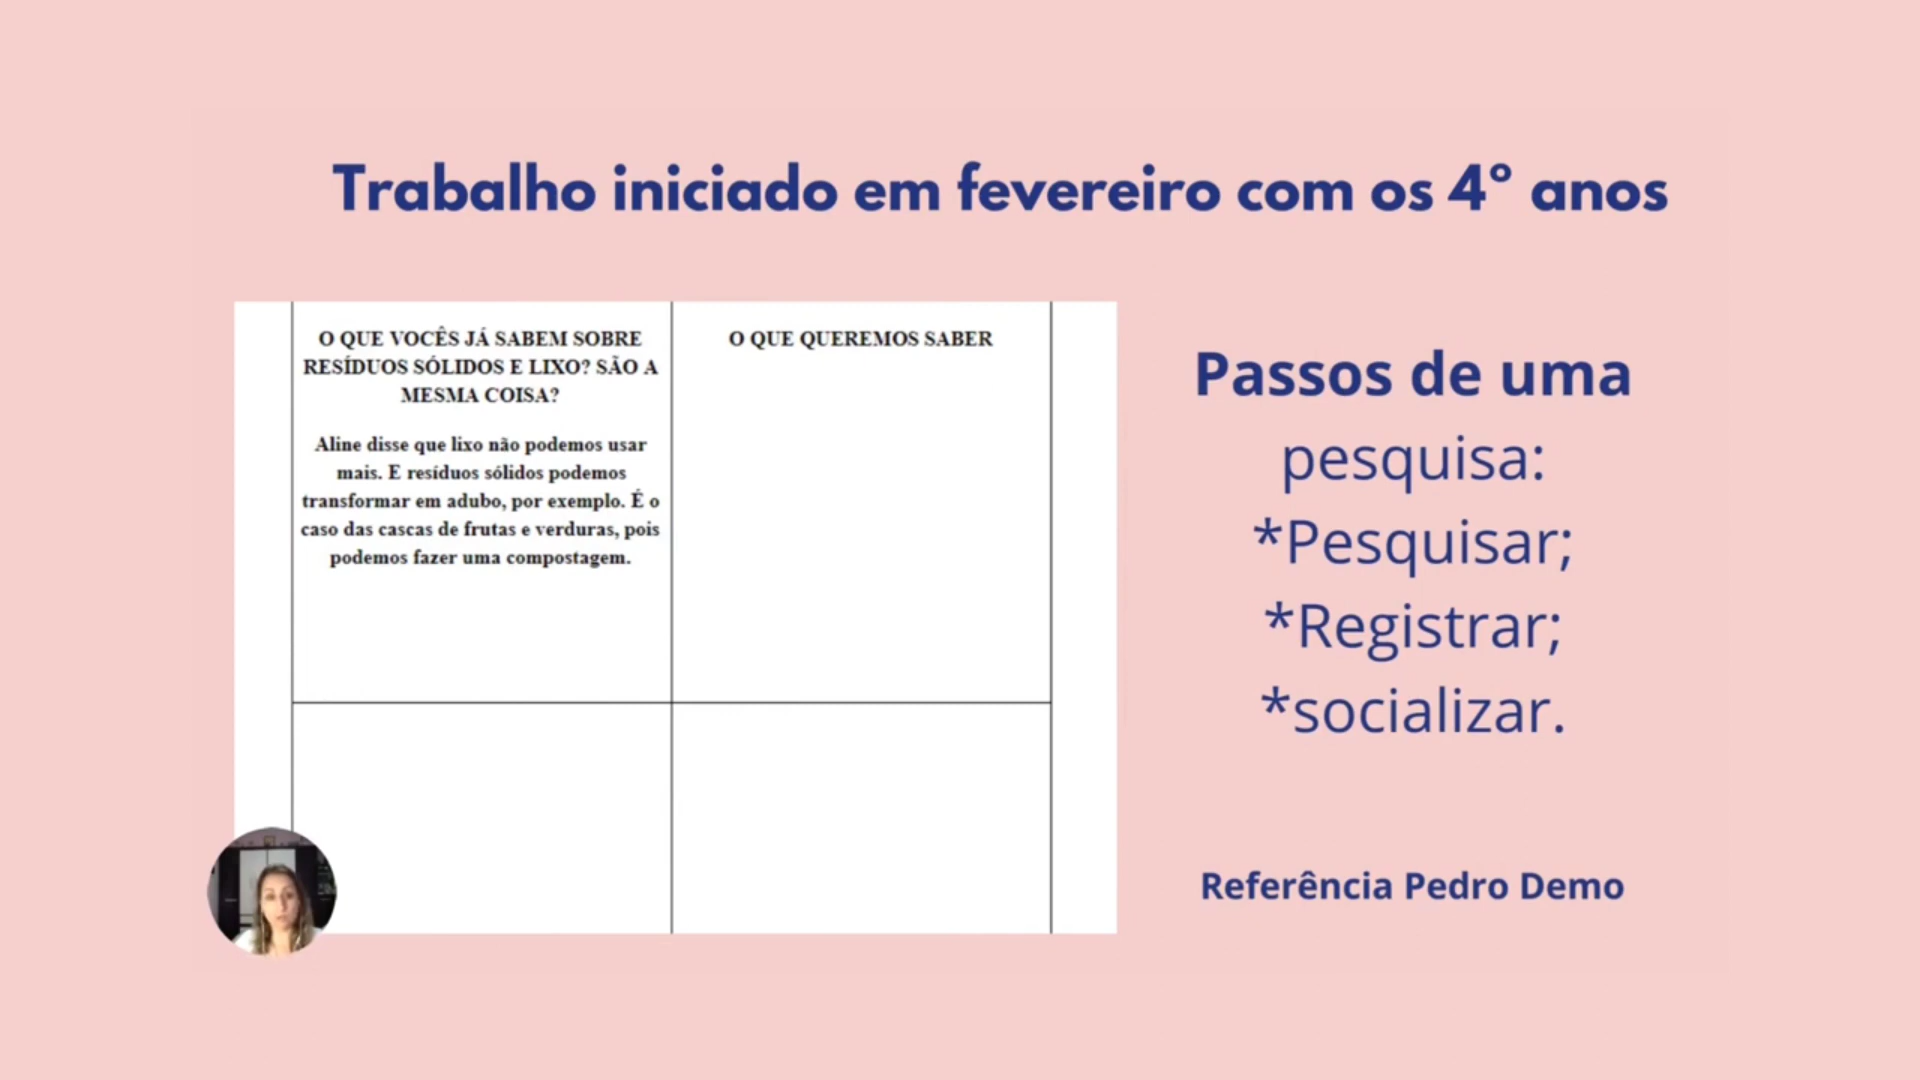 Trabalho iniciado em fevereiro com os 4º anos
O QUE VOCÊS JÁ SABEM SOBRE
RESÍDUOS SÓLIDOS E LIXO? SÃO A
MESMA COISA?
Aline disse que lixo não podemos usar
mais. E resíduos sólidos podemos
transformar em adubo, por exemplo. É o
caso das cascas de frutas e verduras, pois
podemos fazer uma compostagem.
O QUE QUEREMOS SABER
Passos de uma
pesquisa:
*Pesquisar;
*Registrar;
*socializar.
Referência Pedro Demo